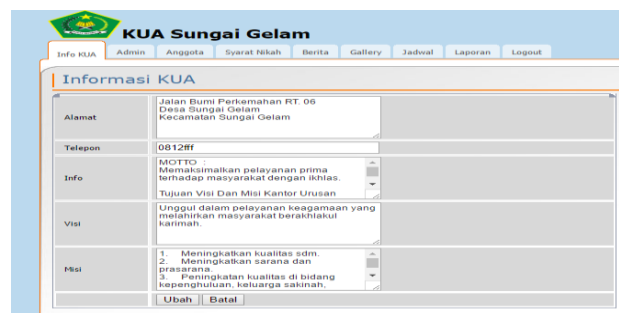 KUA Sungai Gelam
Info KUA Admin Anggota Syarat Nikah Berita Gallery Jadwal Laporan Logout
Informasi KUA
Alamat
Jalan Bumi Perkemahan RT. 06
Desa Sungai Gelam
Kecamatan Sungai Gelam
Telepon
0812fff
Info
MOTTO :
Memaksimalkan pelayanan prima
terhadap masyarakat dengan ikhlas.
Tujuan Visi Dan Misi Kantor Urusan
Visi
Unggul dalam pelayanan keagamaan yang
melahirkan masyarakat berakhlakul
karimah.
Misi
1. Meningkatkan kualitas sdm.
2. Meningkatkan sarana dan
prasarana.
3. Peningkatan kualitas di bidang
kepenghuluan, keluarga sakinah,
Ubah Batal